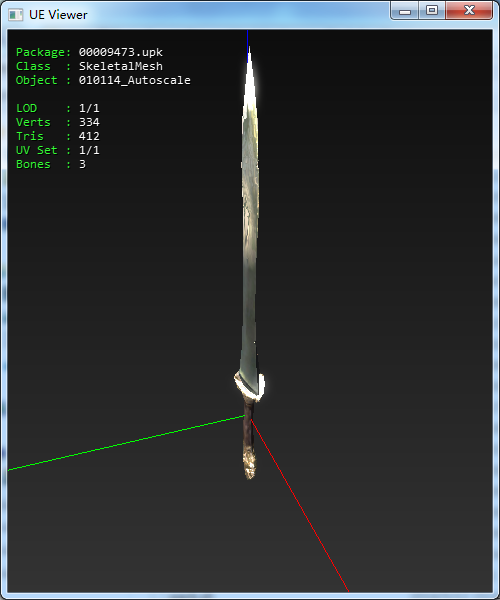 UE Viewer
Package: 00009473.upk
Class : SkeletalMesh
Object : 010114_Autoscale
LOD : 1/1
Verts : 334
Tris : 412
UV Set : 1/1
Bones : 3